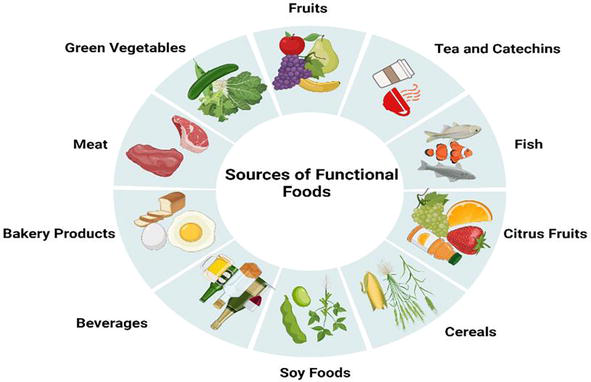 Fruits
Green Vegetables
Tea and Catechins
Meat
Fish
Sources of Functional
Foods
Bakery Products
Citrus Fruits
Beverages
Cereals
Soy Foods